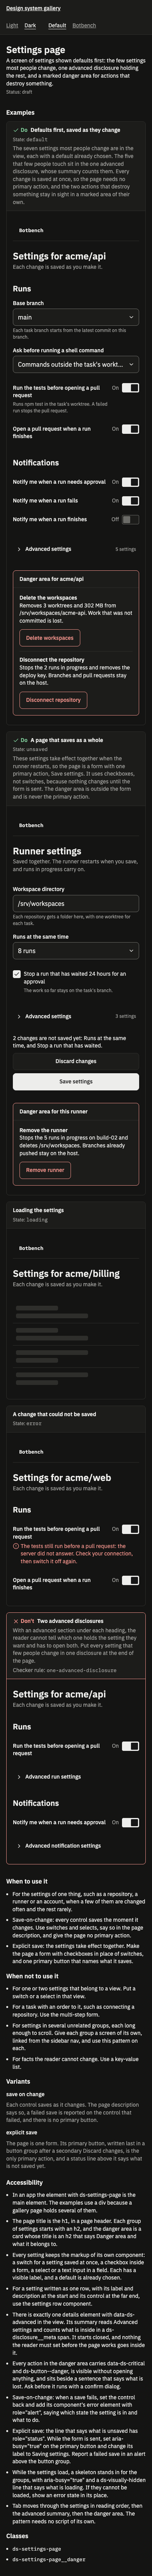 Design system gallery
Light Dark Default Botbench
Settings page
A screen of settings shown defaults first: the few settings
most people change, one advanced disclosure holding
the rest, and a marked danger area for actions that
destroy something.
Status: draft
Examples
Do Defaults first, saved as they change
State: default
The seven settings most people change are in the
view, each with a default already chosen. The five
that few people touch sit in the one advanced
disclosure, whose summary counts them. Every
change is saved at once, so the page needs no
primary action, and the two actions that destroy
something stay in sight in a marked area of their
own.
Botbench
Settings for acme/api
Each change is saved as you make it.
Runs
Base branch
main
Each task branch starts from the latest commit on this
branch.
Ask before running a shell command
Commands outside the task's workt...
Run the tests before opening a pull
request
On
Runs npm test in the task's worktree. A failed
run stops the pull request.
Open a pull request when a run
finishes
On
Notifications
Notify me when a run needs approval On
Notify me when a run fails On
Notify me when a run finishes Off
Advanced settings 5 settings
Danger area for acme/api
Delete the workspaces
Removes 3 worktrees and 302 MB from
/srv/workspaces/acme-api. Work that was not
committed is lost.
Delete workspaces
Disconnect the repository
Stops the 2 runs in progress and removes the
deploy key. Branches and pull requests stay
on the host.
Disconnect repository
Do A page that saves as a whole
State: unsaved
These settings take effect together when the
runner restarts, so the page is a form with one
primary action, Save settings. It uses checkboxes,
not switches, because nothing changes until the
form is sent. The danger area is outside the form
and is never the primary action.
Botbench
Runner settings
Saved together. The runner restarts when you save,
and runs in progress carry on.
Workspace directory
/srv/workspaces
Each repository gets a folder here, with one worktree for
each task.
Runs at the same time
8 runs
Stop a run that has waited 24 hours for an
approval
The work so far stays on the task's branch.
Advanced settings 3 settings
2 changes are not saved yet: Runs at the same
time, and Stop a run that has waited.
Discard changes
Save settings
Danger area for this runner
Remove the runner
Stops the 5 runs in progress on build-02 and
deletes /srv/workspaces. Branches already
pushed stay on the host.
Remove runner
Loading the settings
State: loading
Botbench
Settings for acme/billing
Each change is saved as you make it.
A change that could not be saved
State: error
Botbench
Settings for acme/web
Each change is saved as you make it.
Runs
Run the tests before opening a pull
request
On
The tests still run before a pull request: the
server did not answer. Check your connection,
then switch it off again.
Open a pull request when a run
finishes
On
Don't Two advanced disclosures
With an advanced section under each heading, the
reader cannot tell which one holds the setting they
want and has to open both. Put every setting that
few people change in one disclosure at the end of
the page.
Checker rule: one-advanced-disclosure
Settings for acme/api
Each change is saved as you make it.
Runs
Run the tests before opening a pull
request
On
Advanced run settings
Notifications
Notify me when a run needs approval On
Advanced notification settings
When to use it
For the settings of one thing, such as a repository, a
runner or an account, when a few of them are changed
often and the rest rarely.
Save-on-change: every control saves the moment it
changes. Use switches and selects, say so in the page
description, and give the page no primary action.
Explicit save: the settings take effect together. Make
the page a form with checkboxes in place of switches, and
one primary button that names what it saves.
When not to use it
For one or two settings that belong to a view. Put a
switch or a select in that view.
For a task with an order to it, such as connecting a
repository. Use the multi-step form.
For settings in several unrelated groups, each long
enough to scroll. Give each group a screen of its own,
linked from the sidebar nav, and use this pattern on
each.
For facts the reader cannot change. Use a key-value
list.
Variants
save on change
Each control saves as it changes. The page description
says so, a failed save is reported on the control that
failed, and there is no primary button.
explicit save
The page is one form. Its primary button, written last in a
button group after a secondary Discard changes, is the
only primary action, and a status line above it says what
is not saved yet.
Accessibility
In an app the element with ds-settings-page is the
main element. The examples use a div because a
gallery page holds several of them.
The page title is the h1, in a page header. Each group
of settings starts with an h2, and the danger area is a
card whose title is an h2 that says Danger area and
what it belongs to.
Every setting keeps the markup of its own component:
a switch for a setting saved at once, a checkbox inside
a form, a select or a text input in a field. Each has a
visible label, and a default is already chosen.
For a setting written as one row, with its label and
description at the start and its control at the far end,
use the settings row component.
There is exactly one details element with data-ds-
advanced in the view. Its summary reads Advanced
settings and counts what is inside in a ds-
disclosure__meta span. It starts closed, and nothing
the reader must set before the page works goes inside
it.
Every action in the danger area carries data-ds-critical
and ds-button--danger, is visible without opening
anything, and sits beside a sentence that says what is
lost. Ask before it runs with a confirm dialog.
Save-on-change: when a save fails, set the control
back and add its component's error element with
role="alert", saying which state the setting is in and
what to do.
Explicit save: the line that says what is unsaved has
role="status". While the form is sent, set aria-
busy="true" on the primary button and change its
label to Saving settings. Report a failed save in an alert
above the button group.
While the settings load, a skeleton stands in for the
groups, with aria-busy="true" and a ds-visually-hidden
line that says what is loading. If they cannot be
loaded, show an error state in its place.
Tab moves through the settings in reading order, then
the advanced summary, then the danger area. The
pattern needs no script of its own.
Classes
ds-settings-page
ds-settings-page__danger